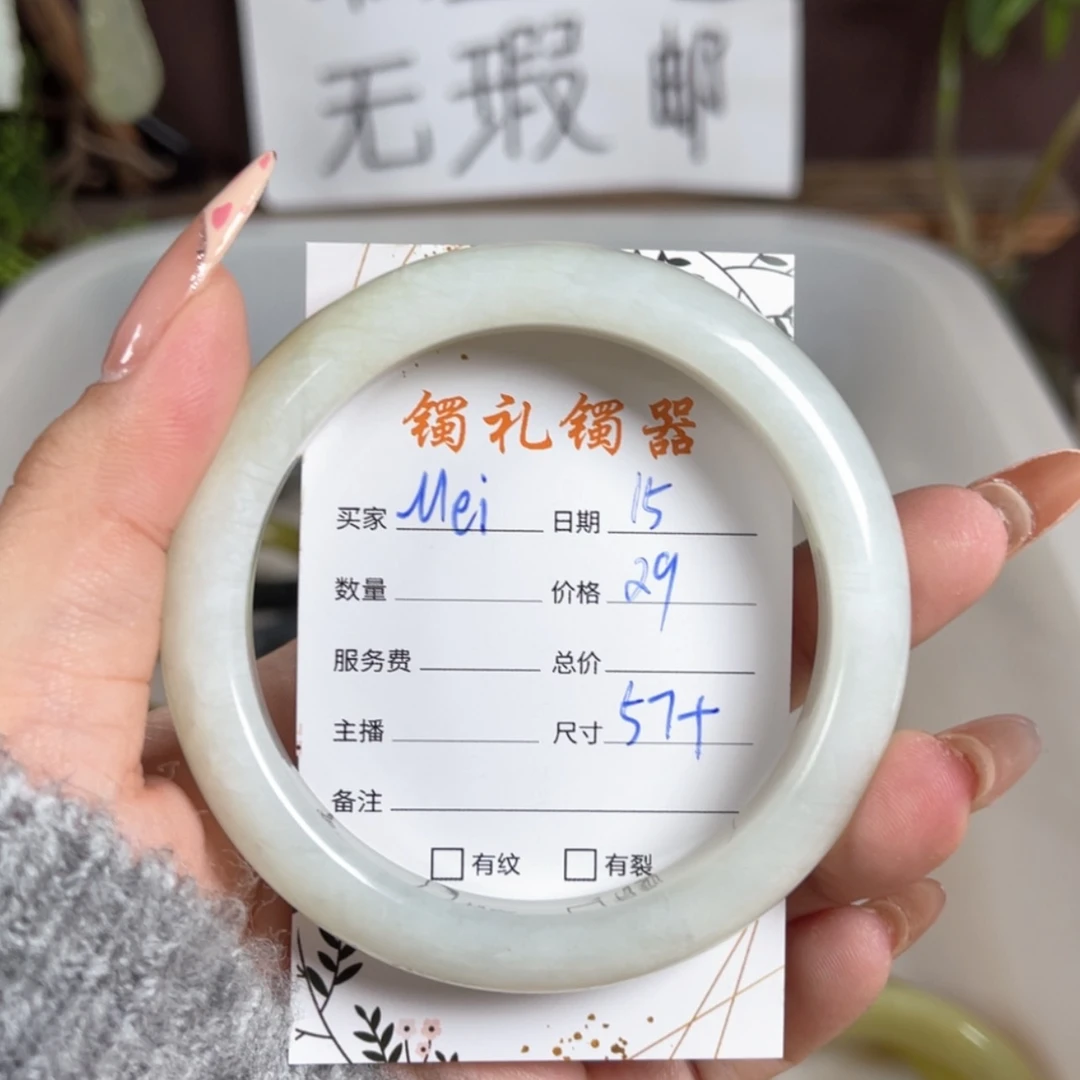 无瑕 邮
镯礼镯器
买家 Mei 日期 15
数量 价格 29
服务费 总价
主播 尺寸 57+
备注
有纹 有裂